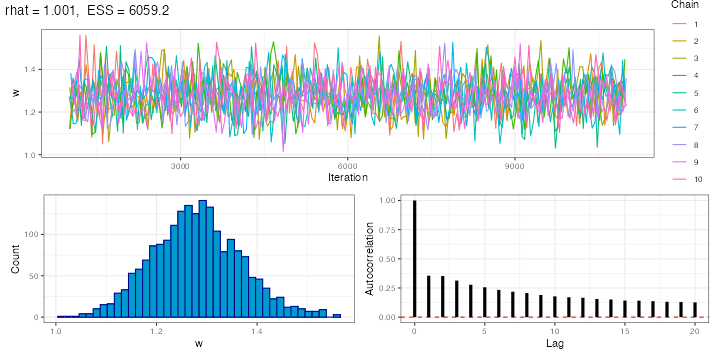 rhat = 1.001, ESS = 6059.2
Chain
1
2
3
4
5
6
7
8
9
10
w
1.4
1.2
1.0
3000 6000 9000
Iteration
Count
100
50
0
1.0 1.2 1.4
w
Autocorrelation
1.00
0.75
0.50
0.25
0.00
0 5 10 15 20
Lag